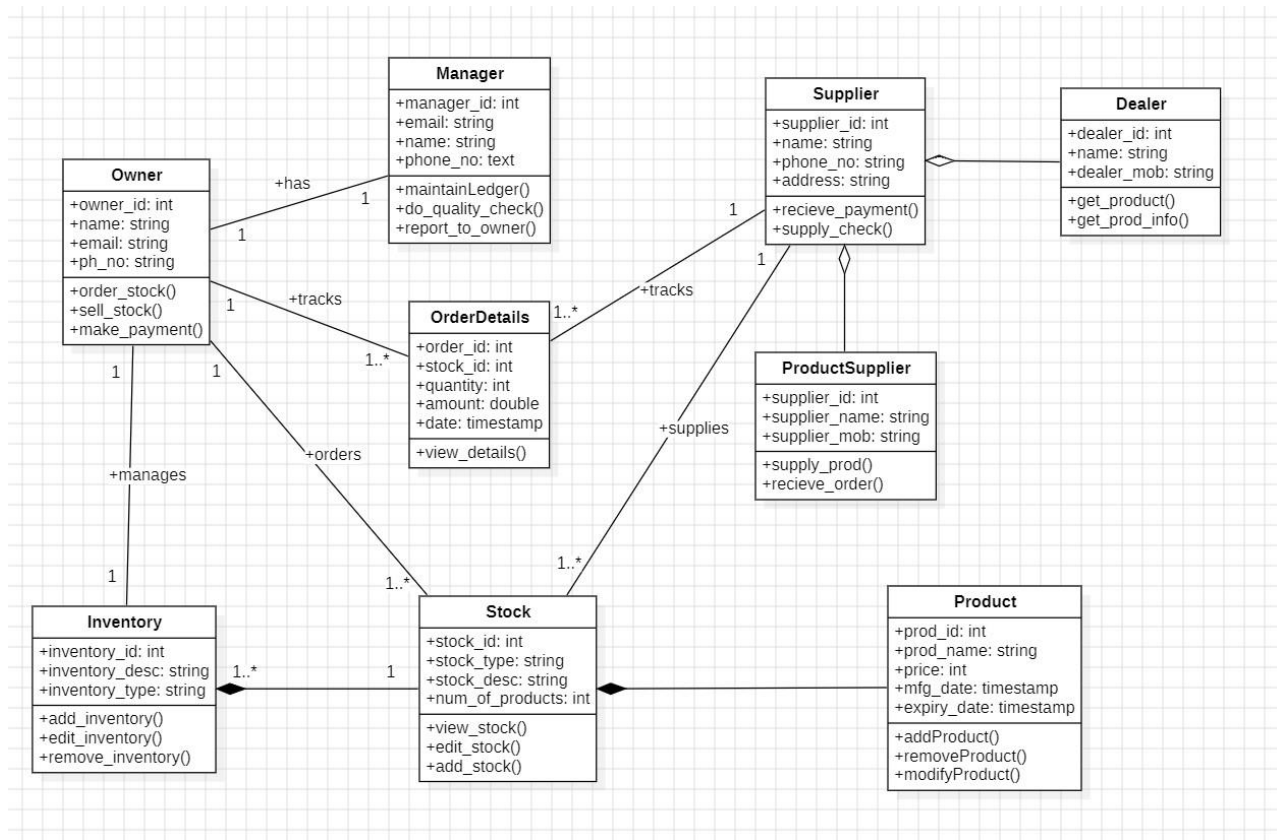 Manager
+manager_id: int
+email: string
+name: string
+phone_no: text
+maintainLedger()
+do_quality_check()
+report_to_owner()
Supplier
+supplier_id: int
+name: string
+phone_no: string
+address: string
+recieve_payment()
+supply_check()
Dealer
+dealer_id: int
+name: string
+dealer_mob: string
+get_product()
+get_prod_info()
Owner
+owner_id: int
+name: string
+email: string
+ph_no: string
+order_stock()
+sell_stock()
+make_payment()
+has
1
1
+tracks
1
1..*
OrderDetails
+order_id: int
+stock_id: int
+quantity: int
+amount: double
+date: timestamp
+view_details()
+tracks
1
1..*
ProductSupplier
+supplier_id: int
+supplier_name: string
+supplier_mob: string
+supply_prod()
+recieve_order()
+supplies
1
1..*
+orders
1
1..*
+manages
1
1
Inventory
+inventory_id: int
+inventory_desc: string
+inventory_type: string
+add_inventory()
+edit_inventory()
+remove_inventory()
1..*
1
Stock
+stock_id: int
+stock_type: string
+stock_desc: string
+num_of_products: int
+view_stock()
+edit_stock()
+add_stock()
Product
+prod_id: int
+prod_name: string
+price: int
+mfg_date: timestamp
+expiry_date: timestamp
+addProduct()
+removeProduct()
+modifyProduct()